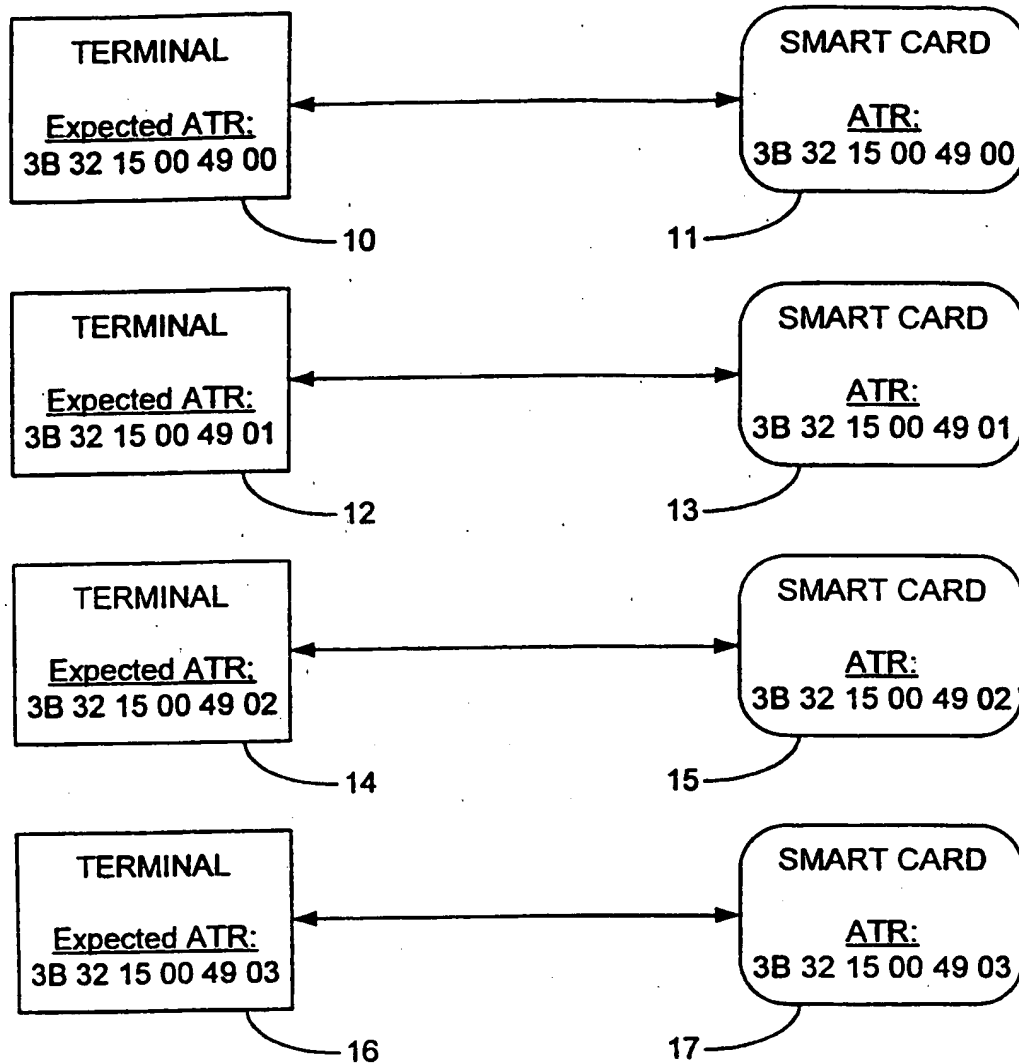 TERMINAL
Expected ATR:
3B 32 15 00 49 00
10
SMART CARD
ATR:
3B 32 15 00 49 00
11
TERMINAL
Expected ATR:
3B 32 15 00 49 01
12
SMART CARD
ATR:
3B 32 15 00 49 01
13
TERMINAL
Expected ATR:
3B 32 15 00 49 02
14
SMART CARD
ATR:
3B 32 15 00 49 02
15
TERMINAL
Expected ATR:
3B 32 15 00 49 03
16
SMART CARD
ATR:
3B 32 15 00 49 03
17